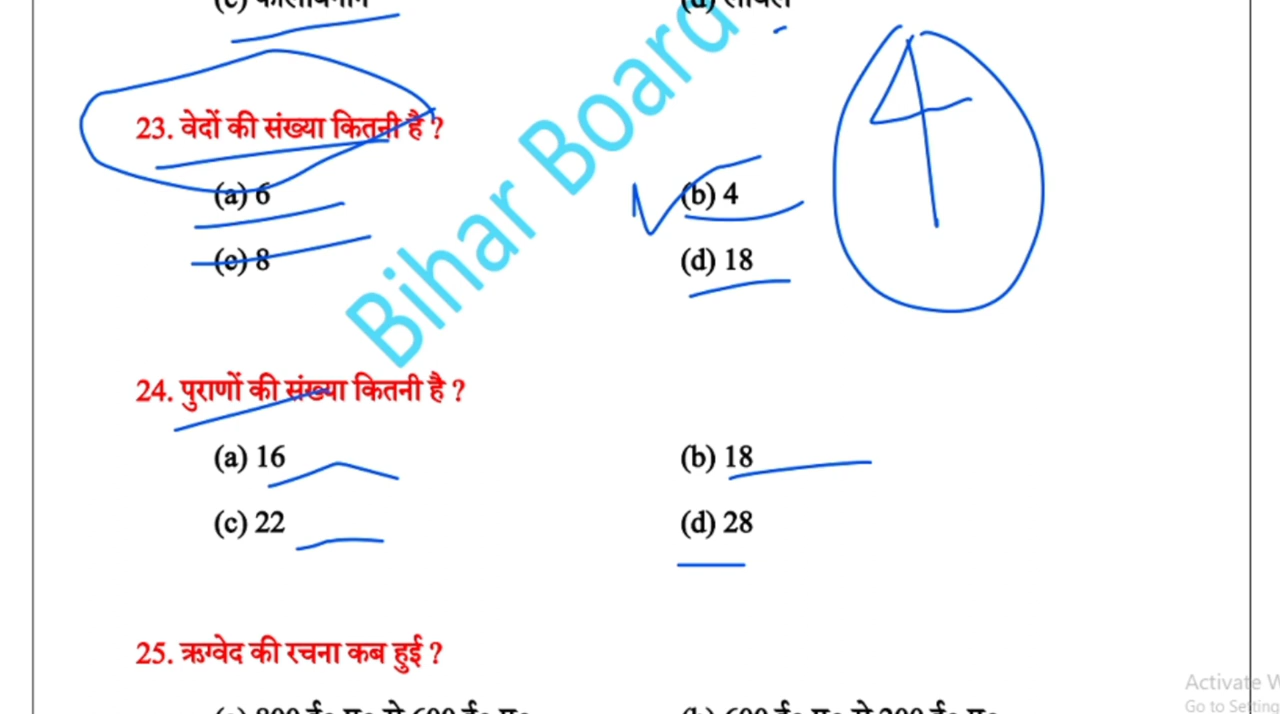 23. वेदों की संख्या कितनी है ?
(a) 6 (b) 4
(c) 8 (d) 18
4
Bihar Board
24. पुराणों की संख्या कितनी है ?
(a) 16 (b) 18
(c) 22 (d) 28
25. ऋग्वेद की रचना कब हुई ?
Activate W
Go to Setting